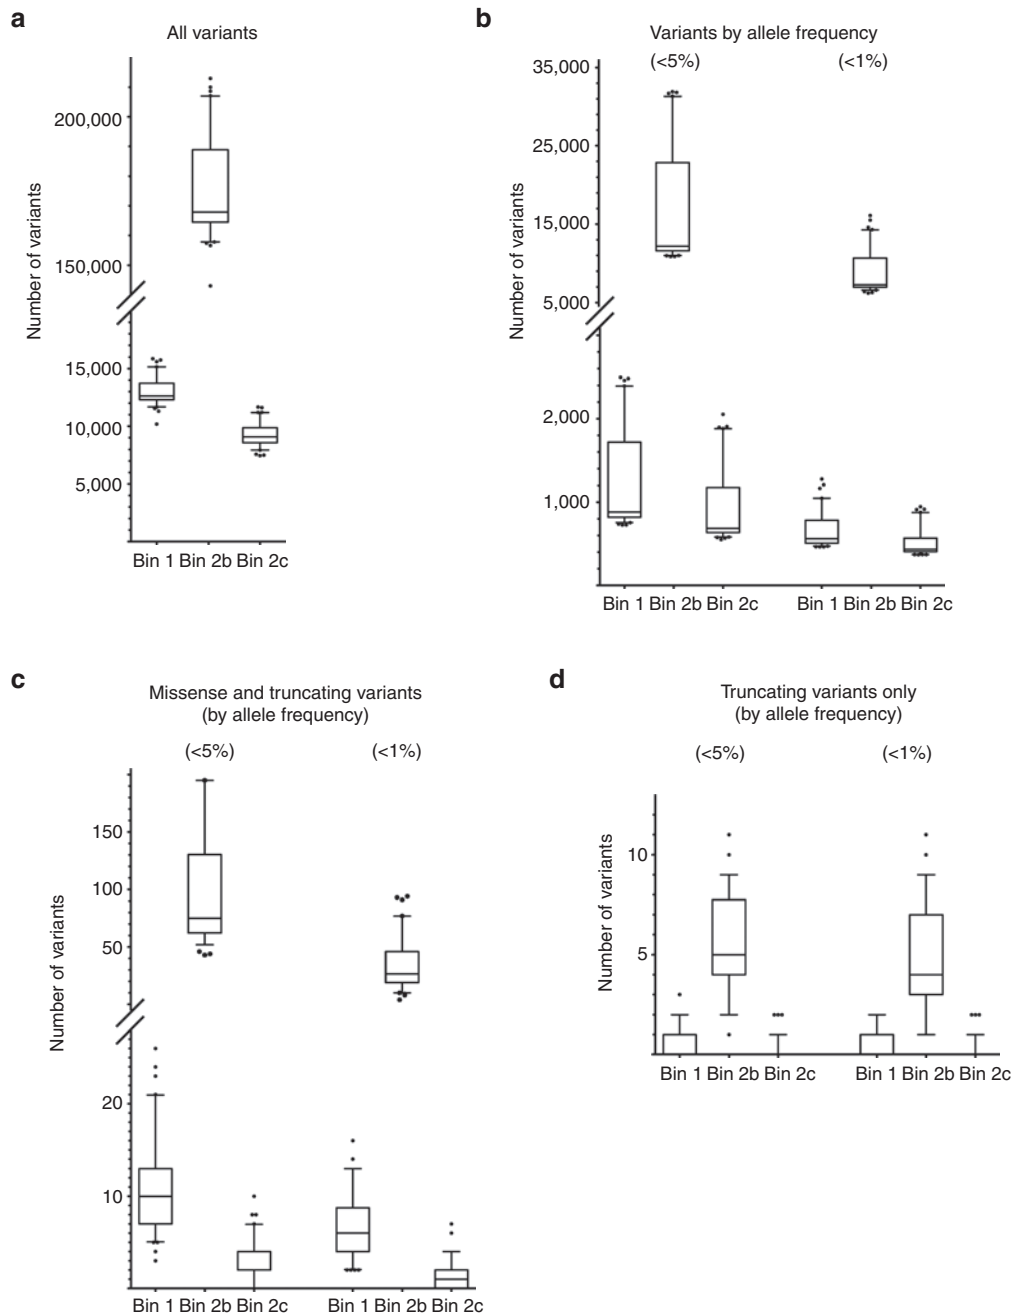 a
All variants
Number of variants
200,000
150,000
15,000
10,000
5,000
Bin 1 Bin 2b Bin 2c
b
Variants by allele frequency
(<5%) (<1%)
Number of variants
35,000
25,000
15,000
5,000
2,000
1,000
Bin 1 Bin 2b Bin 2c Bin 1 Bin 2b Bin 2c
c
Missense and truncating variants
(by allele frequency)
(<5%) (<1%)
Number of variants
150
100
50
20
10
Bin 1 Bin 2b Bin 2c Bin 1 Bin 2b Bin 2c
d
Truncating variants only
(by allele frequency)
(<5%) (<1%)
Number of variants
10
5
Bin 1 Bin 2b Bin 2c Bin 1 Bin 2b Bin 2c